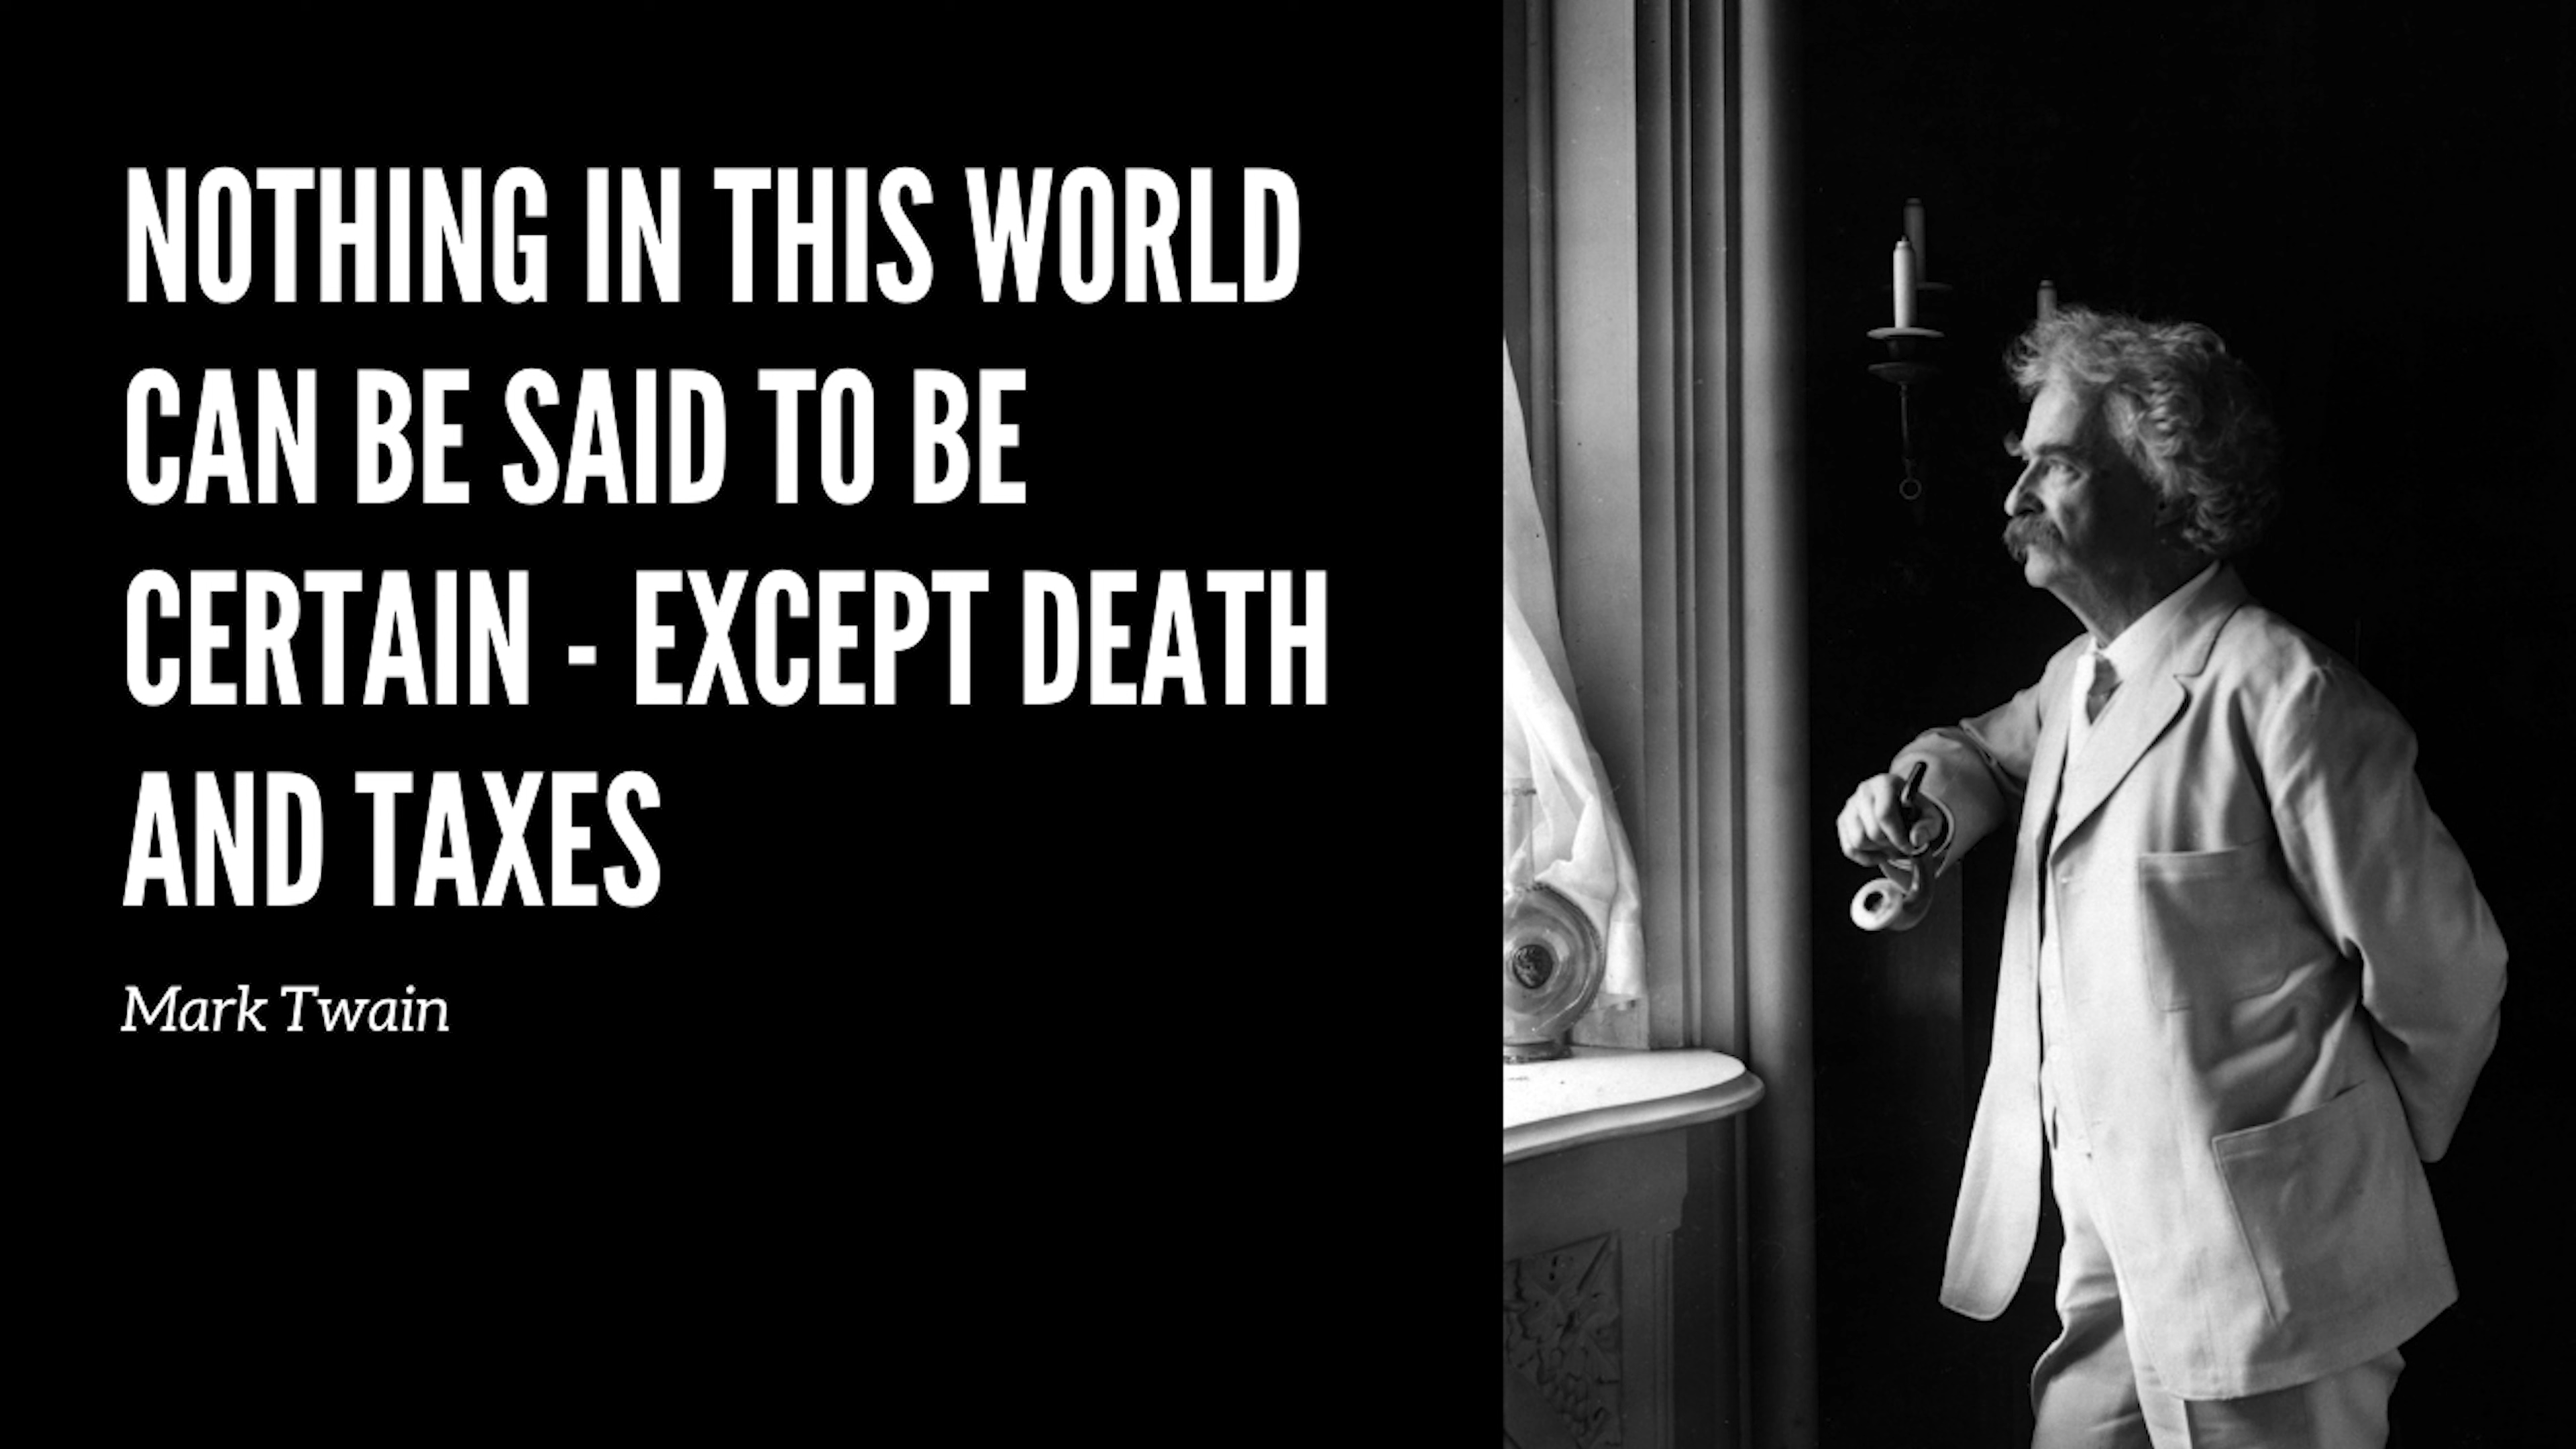 NOTHING IN THIS WORLD
CAN BE SAID TO BE
CERTAIN - EXCEPT DEATH
AND TAXES
Mark Twain